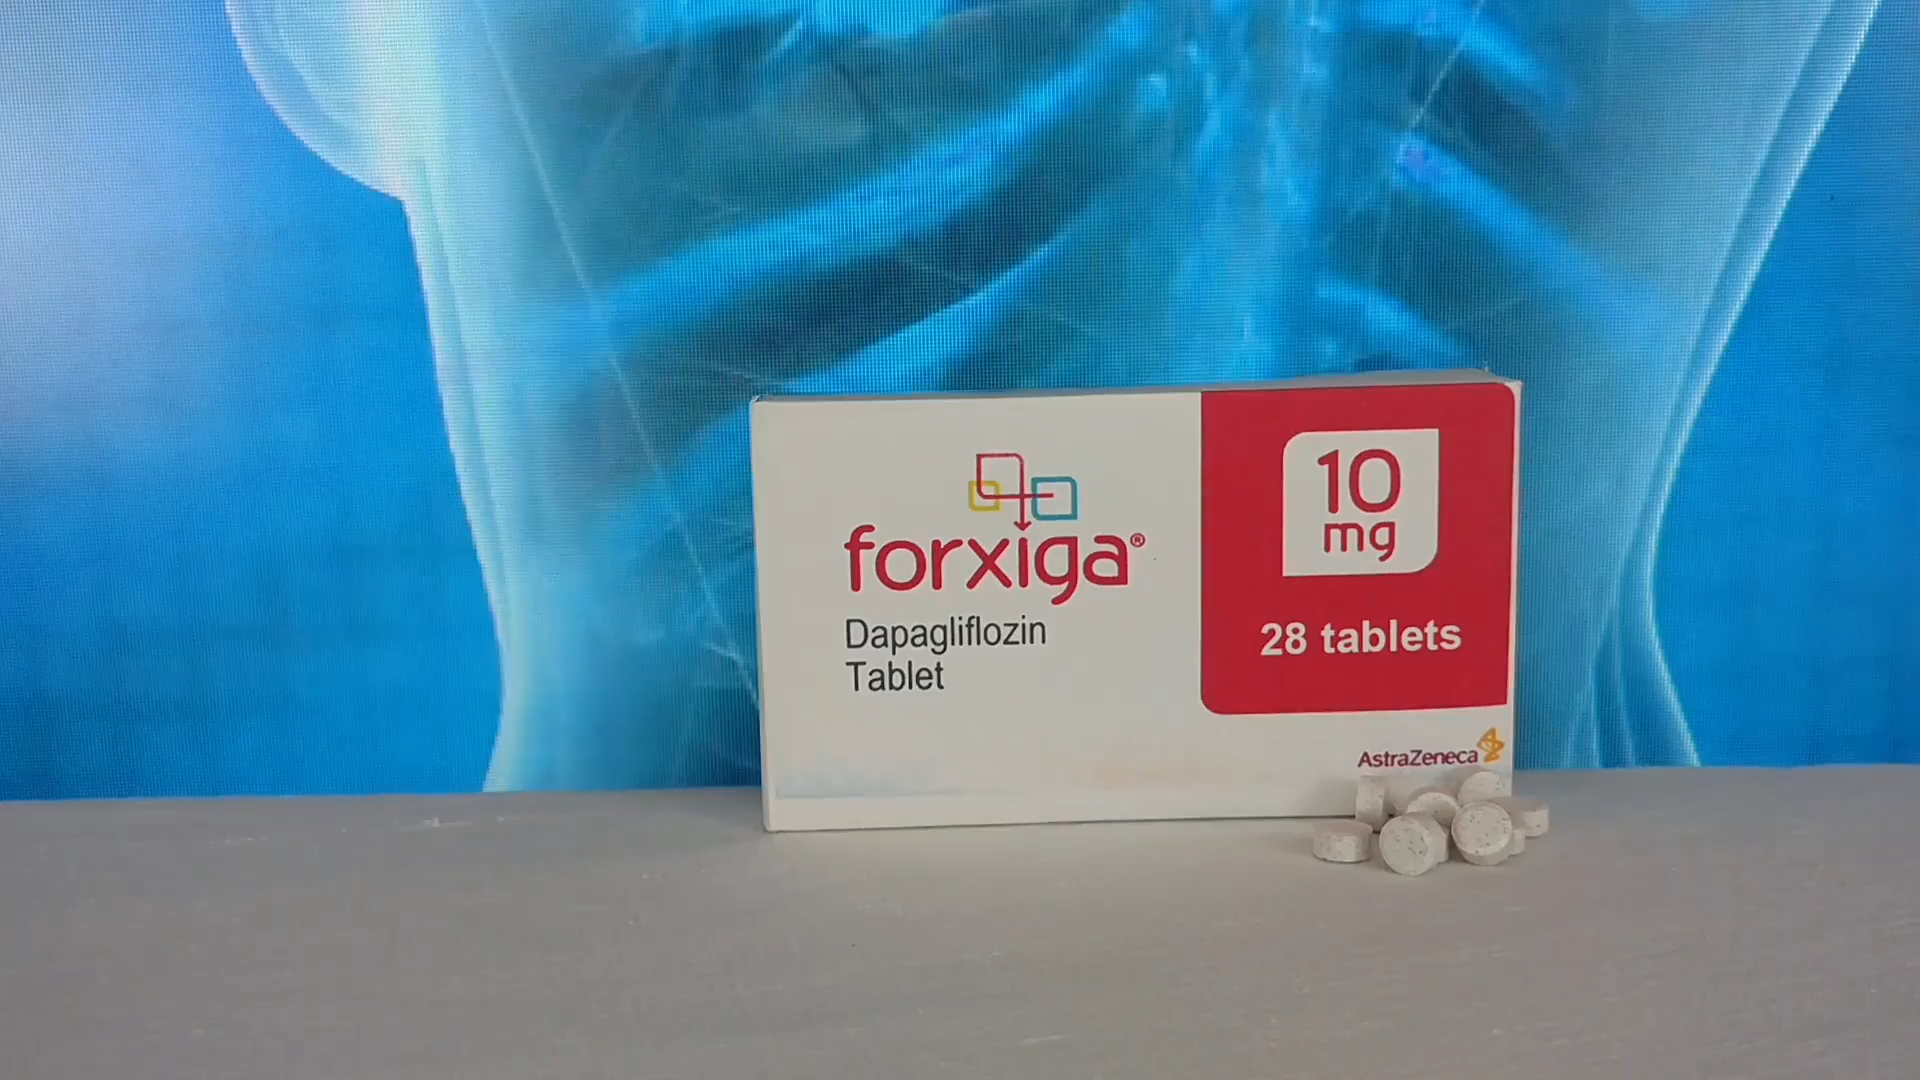 forxiga®
Dapagliflozin
Tablet
10
mg
28 tablets
AstraZeneca